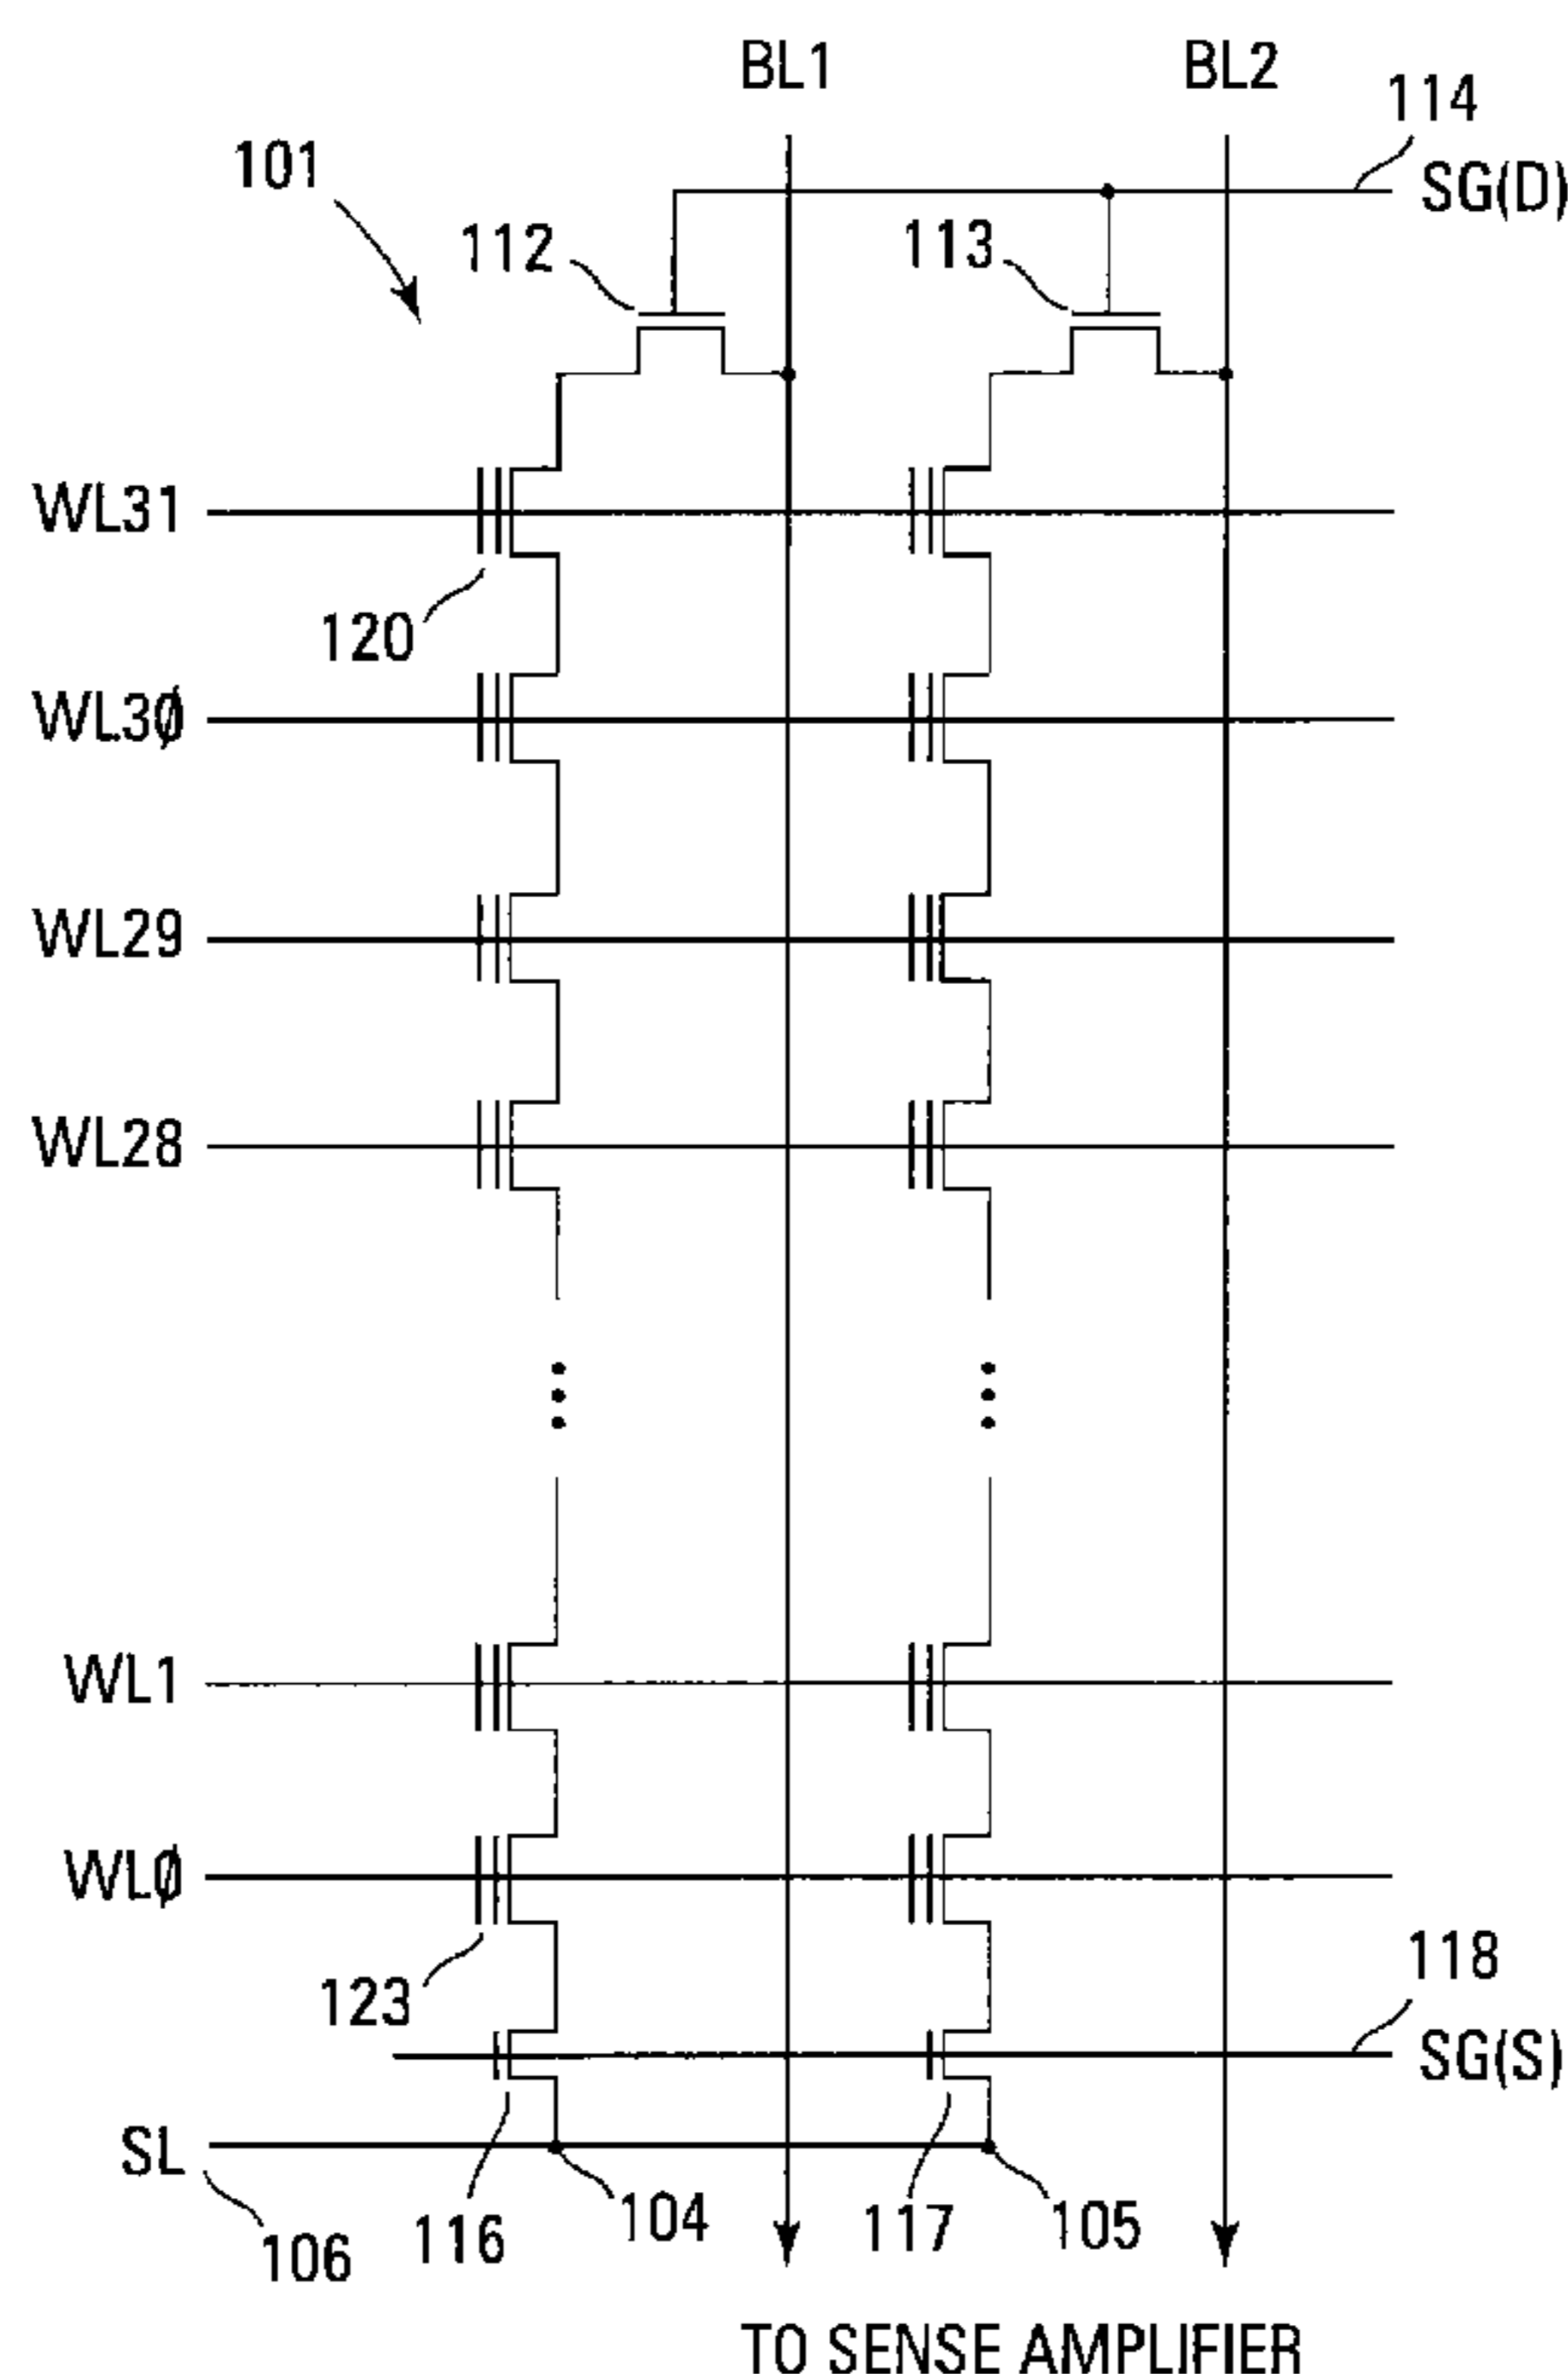 BL1
BL2
114
SG(D)
101
112
113
WL31
120
WL3Ø
WL29
WL28
WL1
WLØ
123
118
SG(S)
SL
106
116
104
117
105
TO SENSE AMPLIFIER